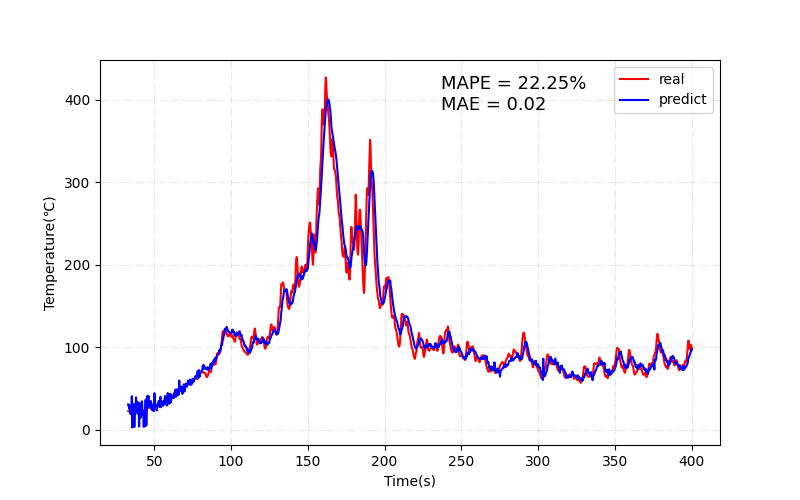 MAPE = 22.25%
MAE = 0.02
real
predict
400
300
200
100
0
Temperature(℃)
50 100 150 200 250 300 350 400
Time(s)